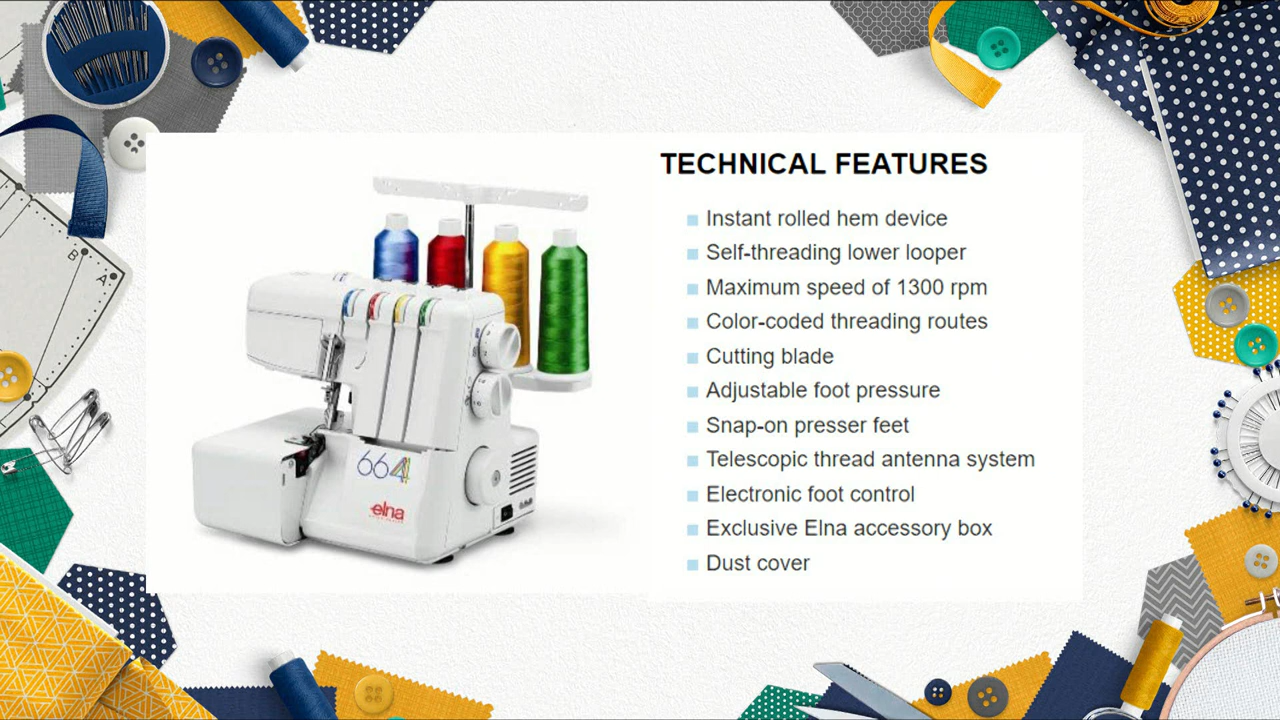 TECHNICAL FEATURES
Instant rolled hem device
Self-threading lower looper
Maximum speed of 1300 rpm
Color-coded threading routes
Cutting blade
Adjustable foot pressure
Snap-on presser feet
Telescopic thread antenna system
Electronic foot control
Exclusive Elna accessory box
Dust cover
664
elna
B
A